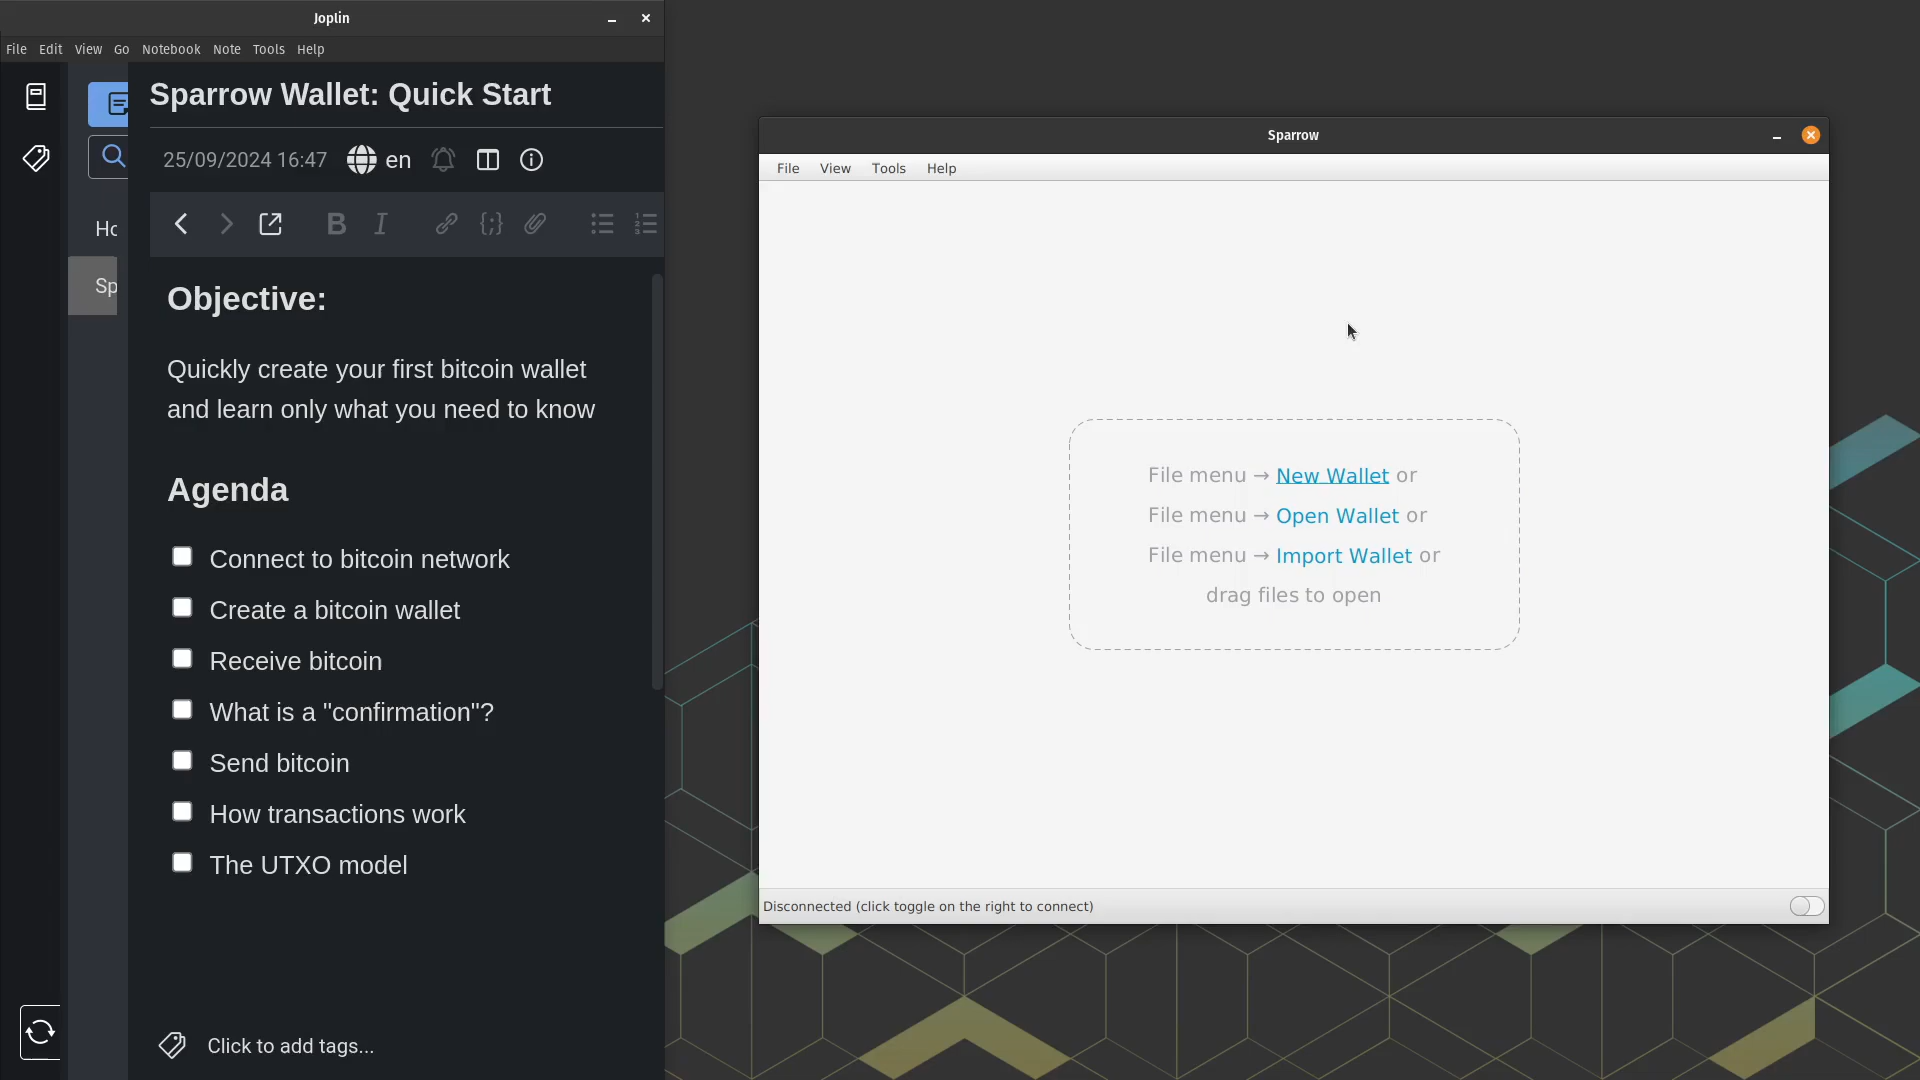 Joplin
File Edit View Go Notebook Note Tools Help
Sparrow Wallet: Quick Start
25/09/2024 16:47 en
Ho
Sp
Objective:
Quickly create your first bitcoin wallet
and learn only what you need to know
Agenda
Connect to bitcoin network
Create a bitcoin wallet
Receive bitcoin
What is a "confirmation"?
Send bitcoin
How transactions work
The UTXO model
Click to add tags...
Sparrow
File View Tools Help
File menu → New Wallet or
File menu → Open Wallet or
File menu → Import Wallet or
drag files to open
Disconnected (click toggle on the right to connect)